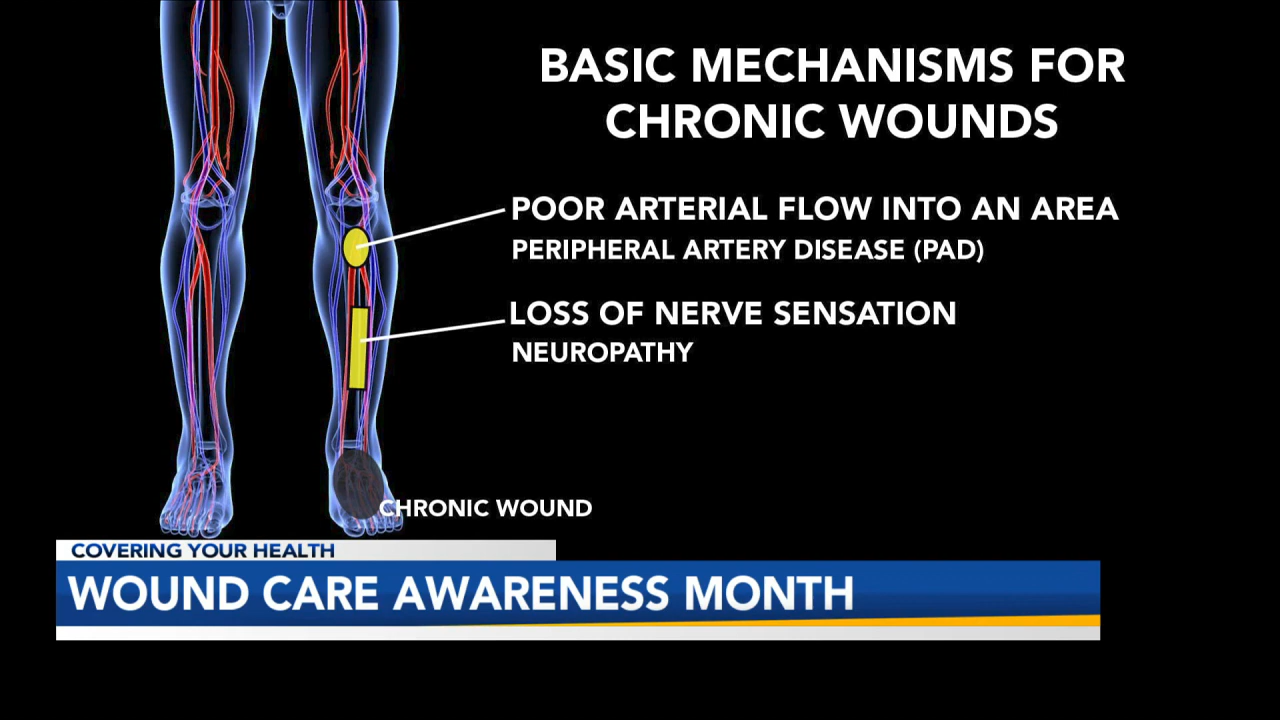 BASIC MECHANISMS FOR
CHRONIC WOUNDS
POOR ARTERIAL FLOW INTO AN AREA
PERIPHERAL ARTERY DISEASE (PAD)
LOSS OF NERVE SENSATION
NEUROPATHY
CHRONIC WOUND
COVERING YOUR HEALTH
WOUND CARE AWARENESS MONTH